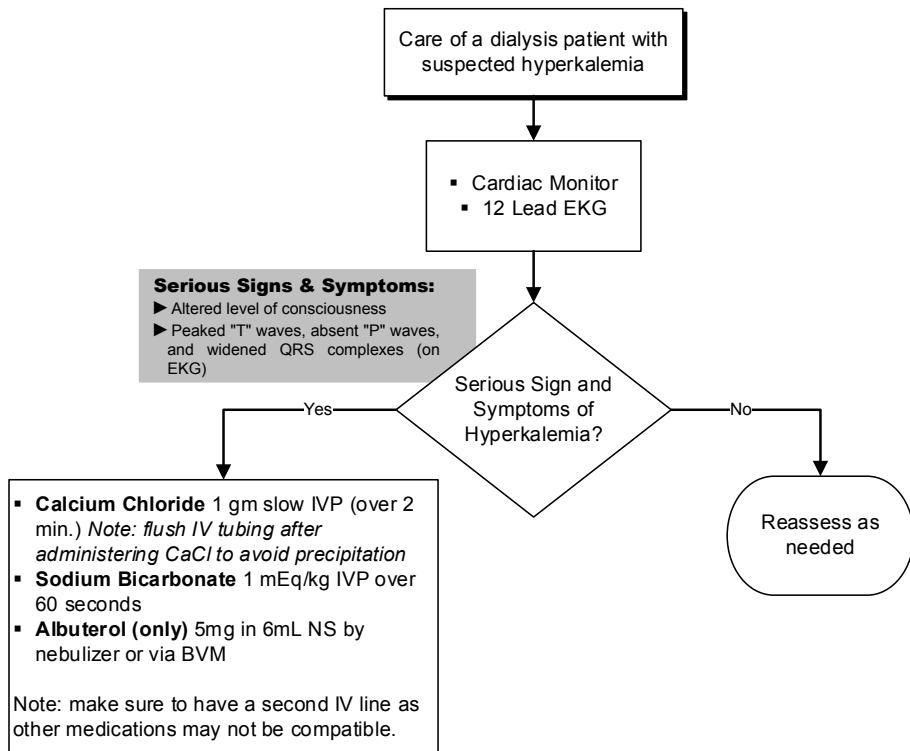 Care of a dialysis patient with
suspected hyperkalemia
▪ Cardiac Monitor
▪ 12 Lead EKG
Serious Signs & Symptoms:
► Altered level of consciousness
► Peaked "T" waves, absent "P" waves,
and widened QRS complexes (on
EKG)
Serious Sign and
Symptoms of
Hyperkalemia?
Yes
No
▪ Calcium Chloride 1 gm slow IVP (over 2
min.) Note: flush IV tubing after
administering CaCl to avoid precipitation
▪ Sodium Bicarbonate 1 mEq/kg IVP over
60 seconds
▪ Albuterol (only) 5mg in 6mL NS by
nebulizer or via BVM
Note: make sure to have a second IV line as
other medications may not be compatible.
Reassess as
needed